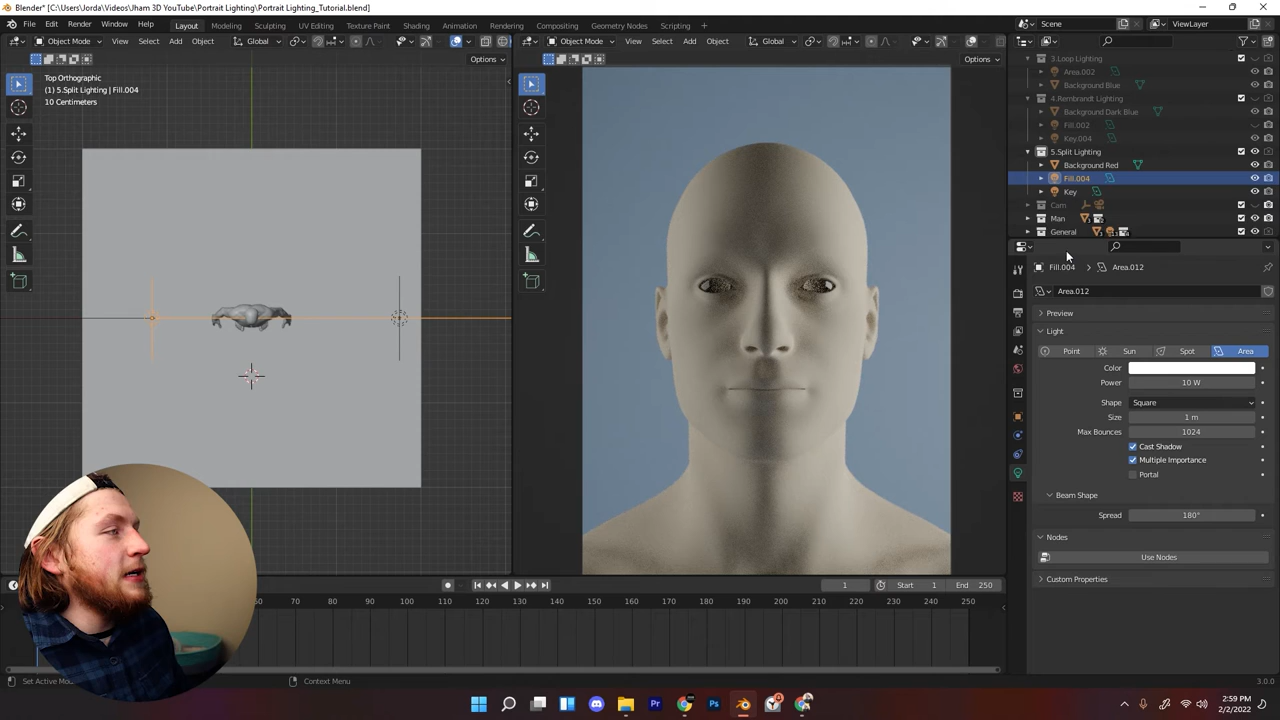 Blender* [C:\Users\Jorda\Videos\Jham 3D YouTube\Portrait Lighting\Portrait Lighting_Tutorial.blend]
File Edit Render Window Help Layout Modeling Sculpting UV Editing Texture Paint Shading Animation Rendering Compositing Geometry Nodes Scripting + Scene ViewLayer
Object Mode View Select Add Object Global Object Mode View Select Add Object Global
Options Options
Top Orthographic
(1) 5.Split Lighting | Fill.004
10 Centimeters
3.Loop Lighting
Area.002
Background Blue
4.Rembrandt Lighting
Background Dark Blue
Fill.002
Key.004
5.Split Lighting
Background Red
Fill.004
Key
Cam
Man
General
Fill.004 > Area.012
Area.012
Preview
Light
Point Sun Spot Area
Color
Power 10 W
Shape Square
Size 1 m
Max Bounces 1024
Cast Shadow
Multiple Importance
Portal
Beam Shape
Spread 180°
Nodes
Use Nodes
Custom Properties
1 Start 1 End 250
60 70 80 90 100 110 120 130 140 150 160 170 180 190 200 210 220 230 240 250
Context Menu 3.0.0
2:59 PM
2/2/2022